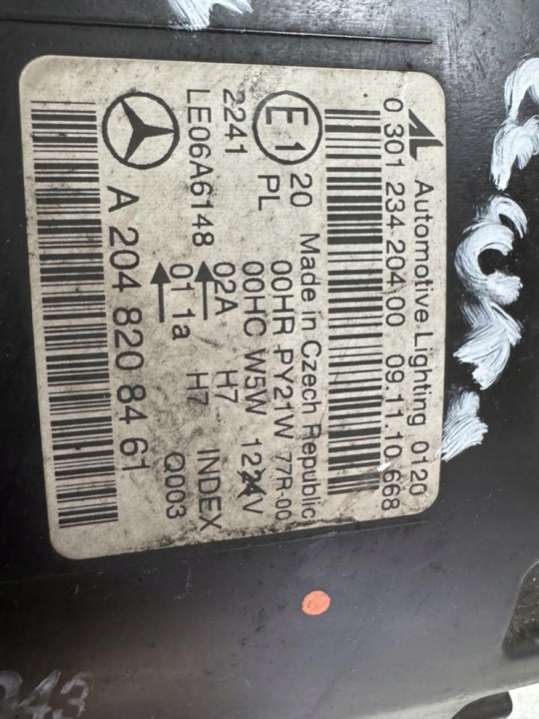 AL Automotive Lighting 0120
0 301 234 204.00 09.11.10 668
Made in Czech Republic
E1 20 00HR PY21W 77R-00
PL 00HC W5W 12V
2241 02A H7 INDEX
LE06A6148 01 1a / H7 Q003
A 204 820 84 61
043